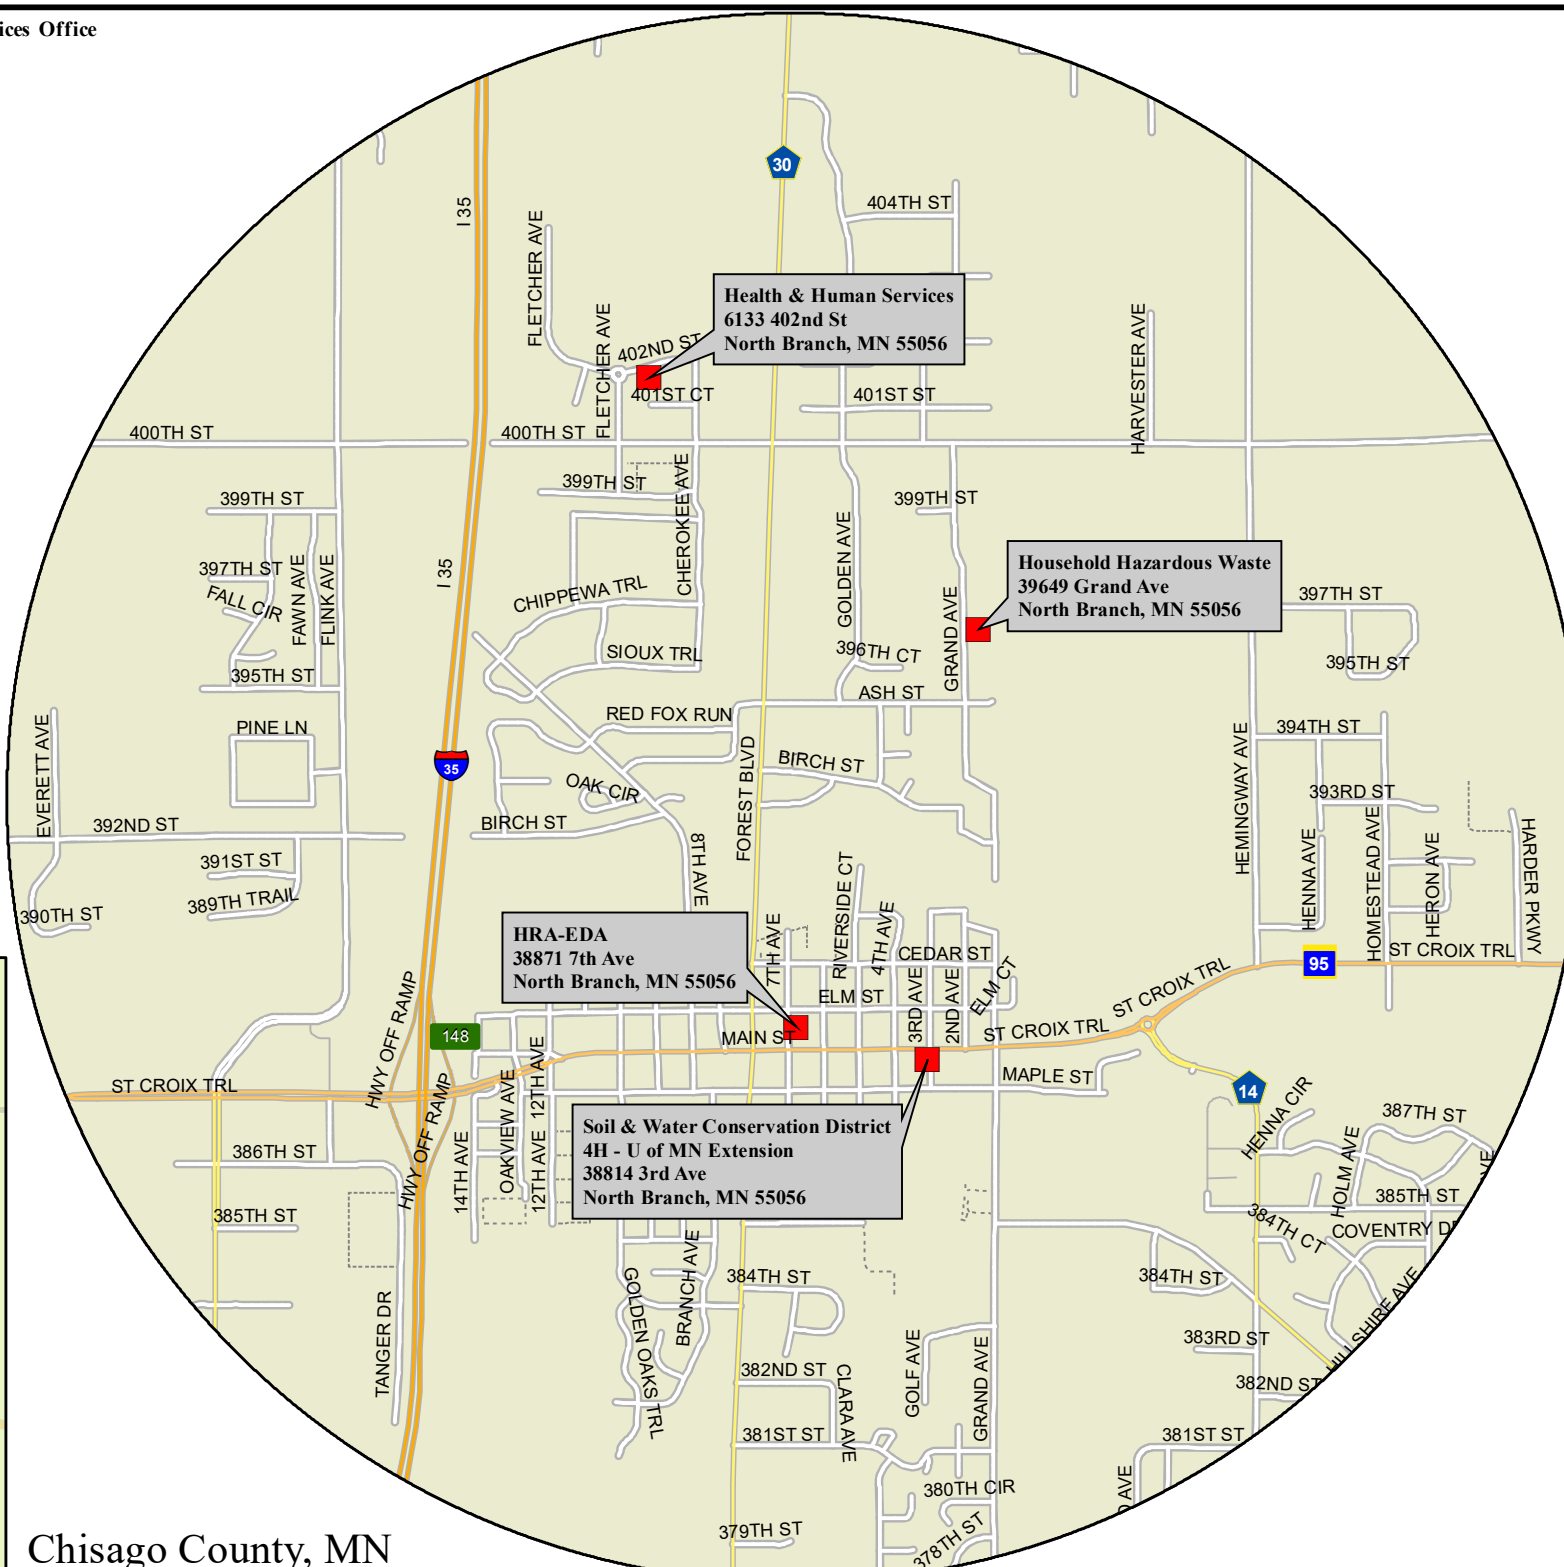 ices Office
30
I 35
404TH ST
FLETCHER AVE
Health & Human Services
6133 402nd St
North Branch, MN 55056
FLETCHER AVE
402ND ST
HARVESTER AVE
401ST CT
401ST ST
400TH ST
400TH ST
399TH ST
399TH ST
399TH ST
CHEROKEE AVE
GOLDEN AVE
I 35
397TH ST
FAWN AVE
FLINK AVE
FALL CIR
CHIPPEWA TRL
Household Hazardous Waste
39649 Grand Ave
North Branch, MN 55056
397TH ST
GRAND AVE
SIOUX TRL
396TH CT
395TH ST
395TH ST
ASH ST
RED FOX RUN
PINE LN
394TH ST
EVERETT AVE
FOREST BLVD
HEMINGWAY AVE
35
BIRCH ST
OAK CIR
393RD ST
392ND ST
BIRCH ST
HOMESTEAD AVE
HENNA AVE
HERON AVE
HARDER PKWY
391ST ST
8TH AVE
RIVERSIDE CT
389TH TRAIL
390TH ST
4TH AVE
7TH AVE
HRA-EDA
38871 7th Ave
North Branch, MN 55056
CEDAR ST
ST CROIX TRL
95
ELM CT
ELM ST
3RD AVE
2ND AVE
ST CROIX TRL
HWY OFF RAMP
148
MAIN ST
ST CROIX TRL
12TH AVE
OAKVIEW AVE
MAPLE ST
ST CROIX TRL
HWY OFF RAMP
14
HENNA CIR
387TH ST
Soil & Water Conservation District
4H - U of MN Extension
38814 3rd Ave
North Branch, MN 55056
14TH AVE
12TH AVE
HOLM AVE
386TH ST
385TH ST
385TH ST
384TH CT
COVENTRY D
BRANCH AVE
384TH ST
384TH ST
GOLDEN OAKS TRL
TANGER DR
HILLSHIRE AVE
383RD ST
GOLF AVE
GRAND AVE
382ND ST
CLARA AVE
382ND ST
381ST ST
381ST ST
380TH CIR
379TH ST
378TH ST
AVE
Chisago County, MN